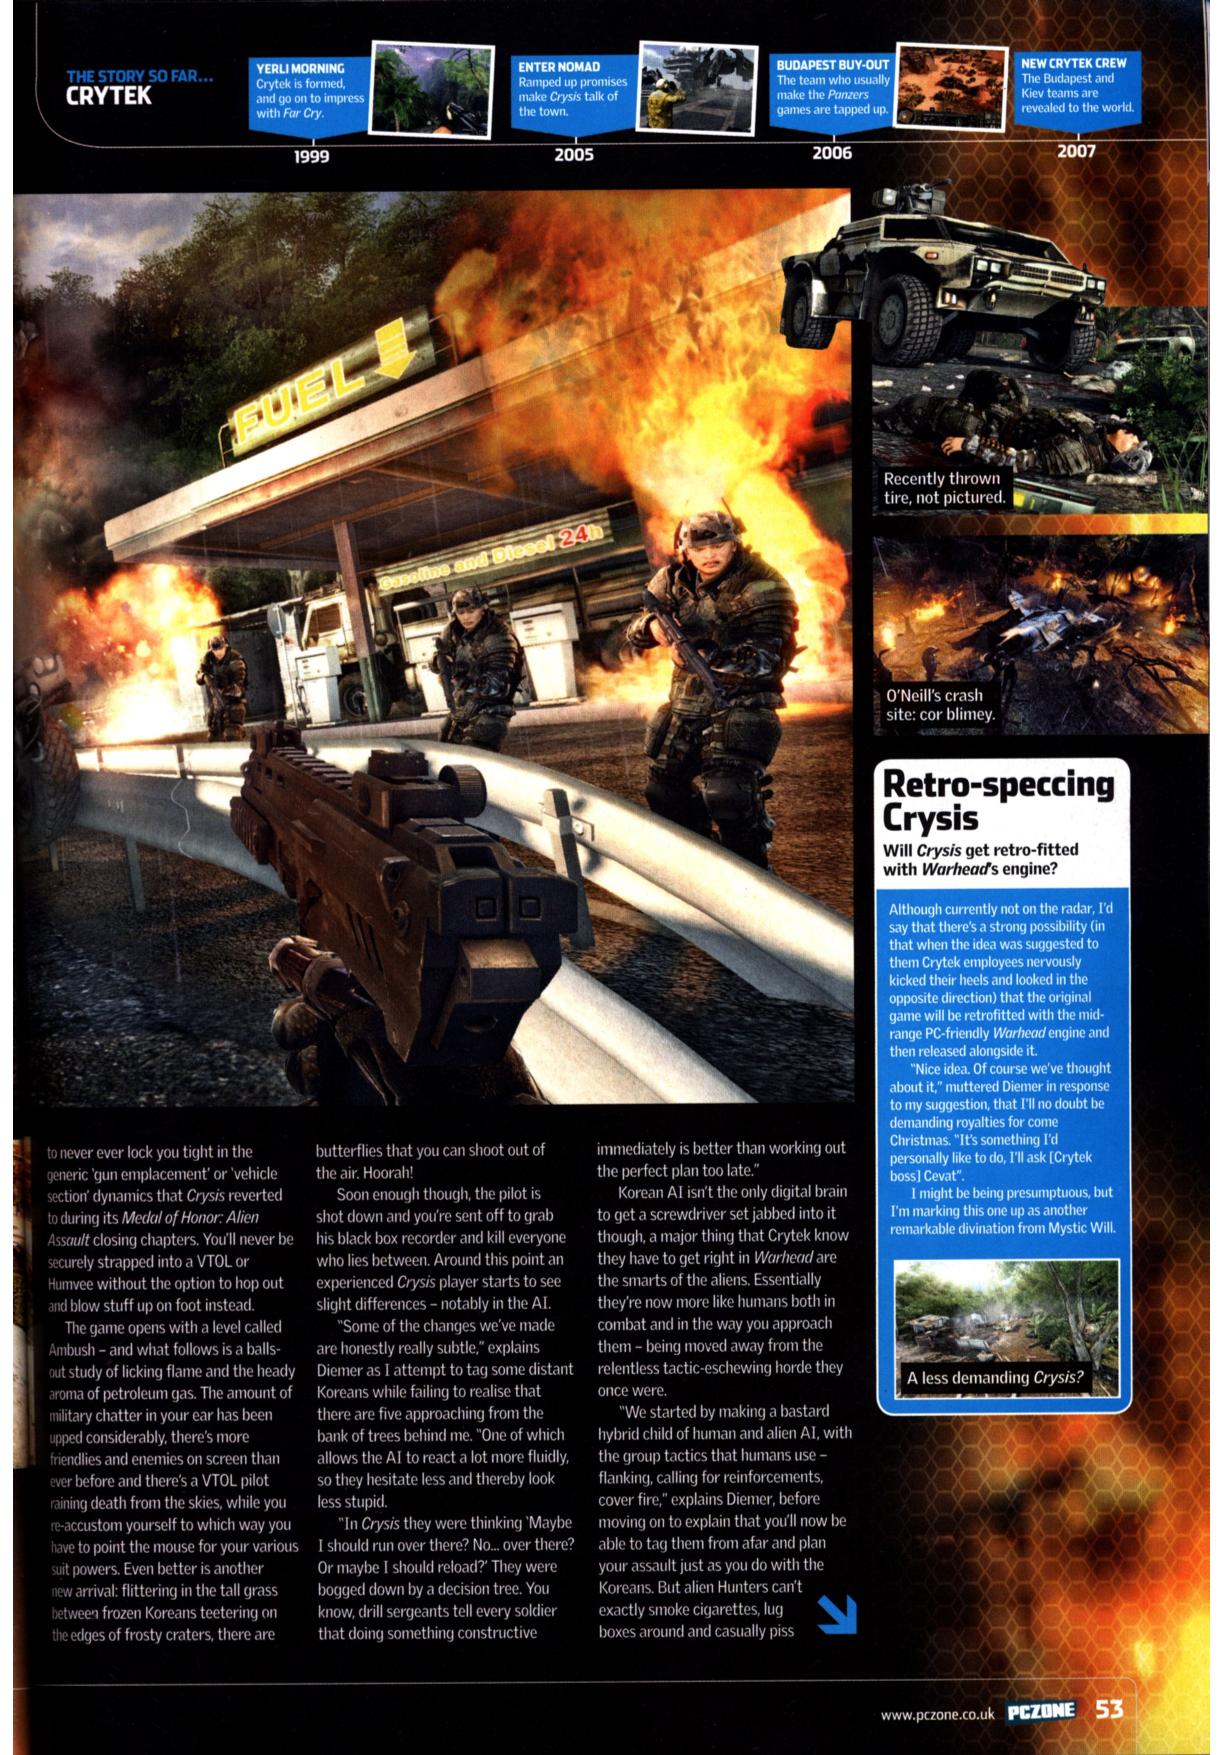 THE STORY SO FAR...
CRYTEK
YERLI MORNING
Crytek is formed,
and go on to impress
with Far Cry.
1999
ENTER NOMAD
Ramped up promises
make Crysis talk of
the town.
2005
BUDAPEST BUY-OUT
The team who usually
make the Panzers
games are tapped up.
2006
NEW CRYTEK CREW
The Budapest and
Kiev teams are
revealed to the world.
2007
FUEL
Gasoline and Diesel 24h
Recently thrown
tire, not pictured.
O'Neill's crash
site: cor blimey.
to never ever lock you tight in the
generic 'gun emplacement' or 'vehicle
section' dynamics that Crysis reverted
to during its Medal of Honor: Alien
Assault closing chapters. You'll never be
securely strapped into a VTOL or
Humvee without the option to hop out
and blow stuff up on foot instead.
The game opens with a level called
Ambush – and what follows is a balls-
out study of licking flame and the heady
aroma of petroleum gas. The amount of
military chatter in your ear has been
upped considerably, there's more
friendlies and enemies on screen than
ever before and there's a VTOL pilot
raining death from the skies, while you
re-accustom yourself to which way you
have to point the mouse for your various
suit powers. Even better is another
new arrival: flittering in the tall grass
between frozen Koreans teetering on
the edges of frosty craters, there are
butterflies that you can shoot out of
the air. Hoorah!
Soon enough though, the pilot is
shot down and you're sent off to grab
his black box recorder and kill everyone
who lies between. Around this point an
experienced Crysis player starts to see
slight differences – notably in the AI.
"Some of the changes we've made
are honestly really subtle," explains
Diemer as I attempt to tag some distant
Koreans while failing to realise that
there are five approaching from the
bank of trees behind me. "One of which
allows the AI to react a lot more fluidly,
so they hesitate less and thereby look
less stupid.
"In Crysis they were thinking 'Maybe
I should run over there? No... over there?
Or maybe I should reload?' They were
bogged down by a decision tree. You
know, drill sergeants tell every soldier
that doing something constructive
immediately is better than working out
the perfect plan too late."
Korean AI isn't the only digital brain
to get a screwdriver set jabbed into it
though, a major thing that Crytek know
they have to get right in Warhead are
the smarts of the aliens. Essentially
they're now more like humans both in
combat and in the way you approach
them – being moved away from the
relentless tactic-eschewing horde they
once were.
"We started by making a bastard
hybrid child of human and alien AI, with
the group tactics that humans use –
flanking, calling for reinforcements,
cover fire," explains Diemer, before
moving on to explain that you'll now be
able to tag them from afar and plan
your assault just as you do with the
Koreans. But alien Hunters can't
exactly smoke cigarettes, lug
boxes around and casually piss
Retro-speccing
Crysis
Will Crysis get retro-fitted
with Warhead's engine?
Although currently not on the radar, I'd
say that there's a strong possibility (in
that when the idea was suggested to
them Crytek employees nervously
kicked their heels and looked in the
opposite direction) that the original
game will be retrofitted with the mid-
range PC-friendly Warhead engine and
then released alongside it.
"Nice idea. Of course we've thought
about it," muttered Diemer in response
to my suggestion, that I'll no doubt be
demanding royalties for come
Christmas. "It's something I'd
personally like to do, I'll ask [Crytek
boss] Cevat".
I might be being presumptuous, but
I'm marking this one up as another
remarkable divination from Mystic Will.
A less demanding Crysis?
www.pczone.co.uk PCZONE 53